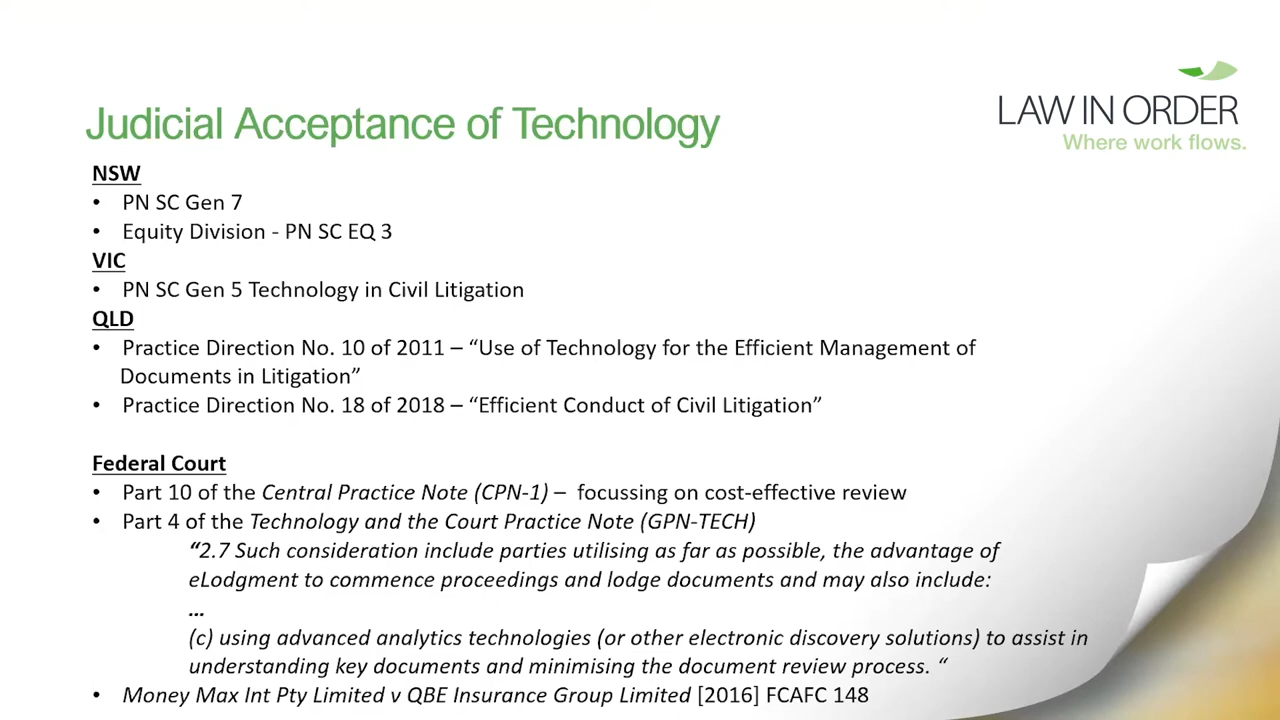 LAW IN ORDER
Where work flows.
Judicial Acceptance of Technology
NSW
• PN SC Gen 7
• Equity Division - PN SC EQ 3
VIC
• PN SC Gen 5 Technology in Civil Litigation
QLD
• Practice Direction No. 10 of 2011 – “Use of Technology for the Efficient Management of
Documents in Litigation”
• Practice Direction No. 18 of 2018 – “Efficient Conduct of Civil Litigation”
Federal Court
• Part 10 of the Central Practice Note (CPN-1) – focussing on cost-effective review
• Part 4 of the Technology and the Court Practice Note (GPN-TECH)
“2.7 Such consideration include parties utilising as far as possible, the advantage of
eLodgment to commence proceedings and lodge documents and may also include:
...
(c) using advanced analytics technologies (or other electronic discovery solutions) to assist in
understanding key documents and minimising the document review process. “
• Money Max Int Pty Limited v QBE Insurance Group Limited [2016] FCAFC 148